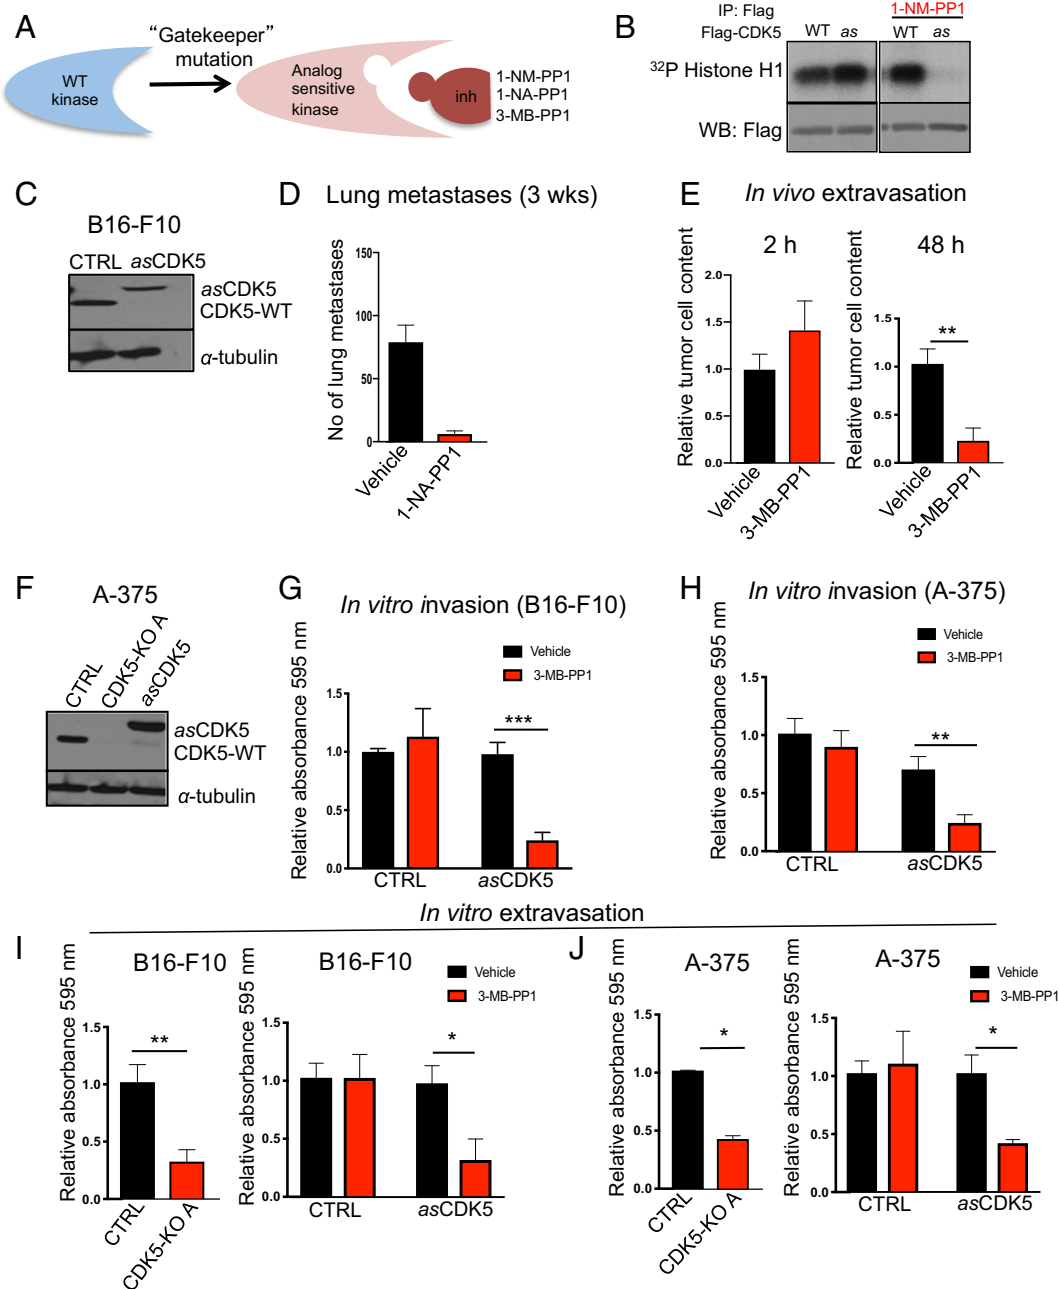 A
"Gatekeeper"
mutation
WT
kinase
Analog
sensitive
kinase
inh
1-NM-PP1
1-NA-PP1
3-MB-PP1
B
IP: Flag
1-NM-PP1
Flag-CDK5
WT as WT as
32P Histone H1
WB: Flag
C
B16-F10
CTRL asCDK5
asCDK5
CDK5-WT
α-tubulin
D
Lung metastases (3 wks)
No of lung metastases
150
100
50
0
Vehicle
1-NA-PP1
E
In vivo extravasation
2 h
Relative tumor cell content
2.0
1.5
1.0
0.5
0.0
Vehicle
3-MB-PP1
48 h
Relative tumor cell content
1.5
1.0
0.5
0.0
**
Vehicle
3-MB-PP1
F
A-375
CTRL
CDK5-KO A
asCDK5
asCDK5
CDK5-WT
α-tubulin
G
In vitro invasion (B16-F10)
Relative absorbance 595 nm
Vehicle
3-MB-PP1
1.5
1.0
0.5
0.0
***
CTRL
asCDK5
H
In vitro invasion (A-375)
Relative absorbance 595 nm
Vehicle
3-MB-PP1
1.5
1.0
0.5
0.0
**
CTRL
asCDK5
In vitro extravasation
I
B16-F10
Relative absorbance 595 nm
1.5
1.0
0.5
0.0
**
CTRL
CDK5-KO A
B16-F10
Relative absorbance 595 nm
Vehicle
3-MB-PP1
1.5
1.0
0.5
0.0
*
CTRL
asCDK5
J
A-375
Relative absorbance 595 nm
1.5
1.0
0.5
0.0
*
CTRL
CDK5-KO A
A-375
Relative absorbance 595 nm
Vehicle
3-MB-PP1
1.5
1.0
0.5
0.0
*
CTRL
asCDK5